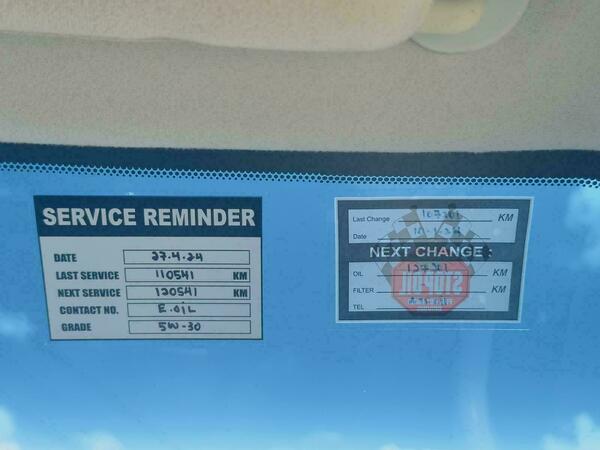 SERVICE REMINDER
DATE 27.4.24
LAST SERVICE 110541 KM
NEXT SERVICE 120541 KM
CONTACT NO. E.OIL
GRADE 5W-30
Last Change 107201 KM
Date
NEXT CHANGE :
OIL KM
FILTER KM
TEL